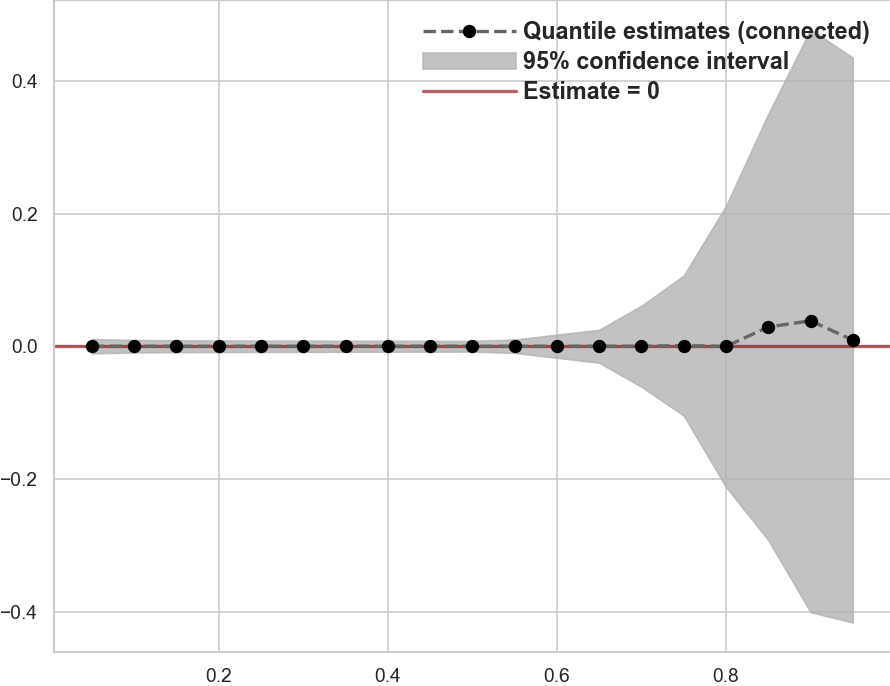 Quantile estimates (connected)
95% confidence interval
Estimate = 0
0.4
0.2
0.0
−0.2
−0.4
0.2 0.4 0.6 0.8